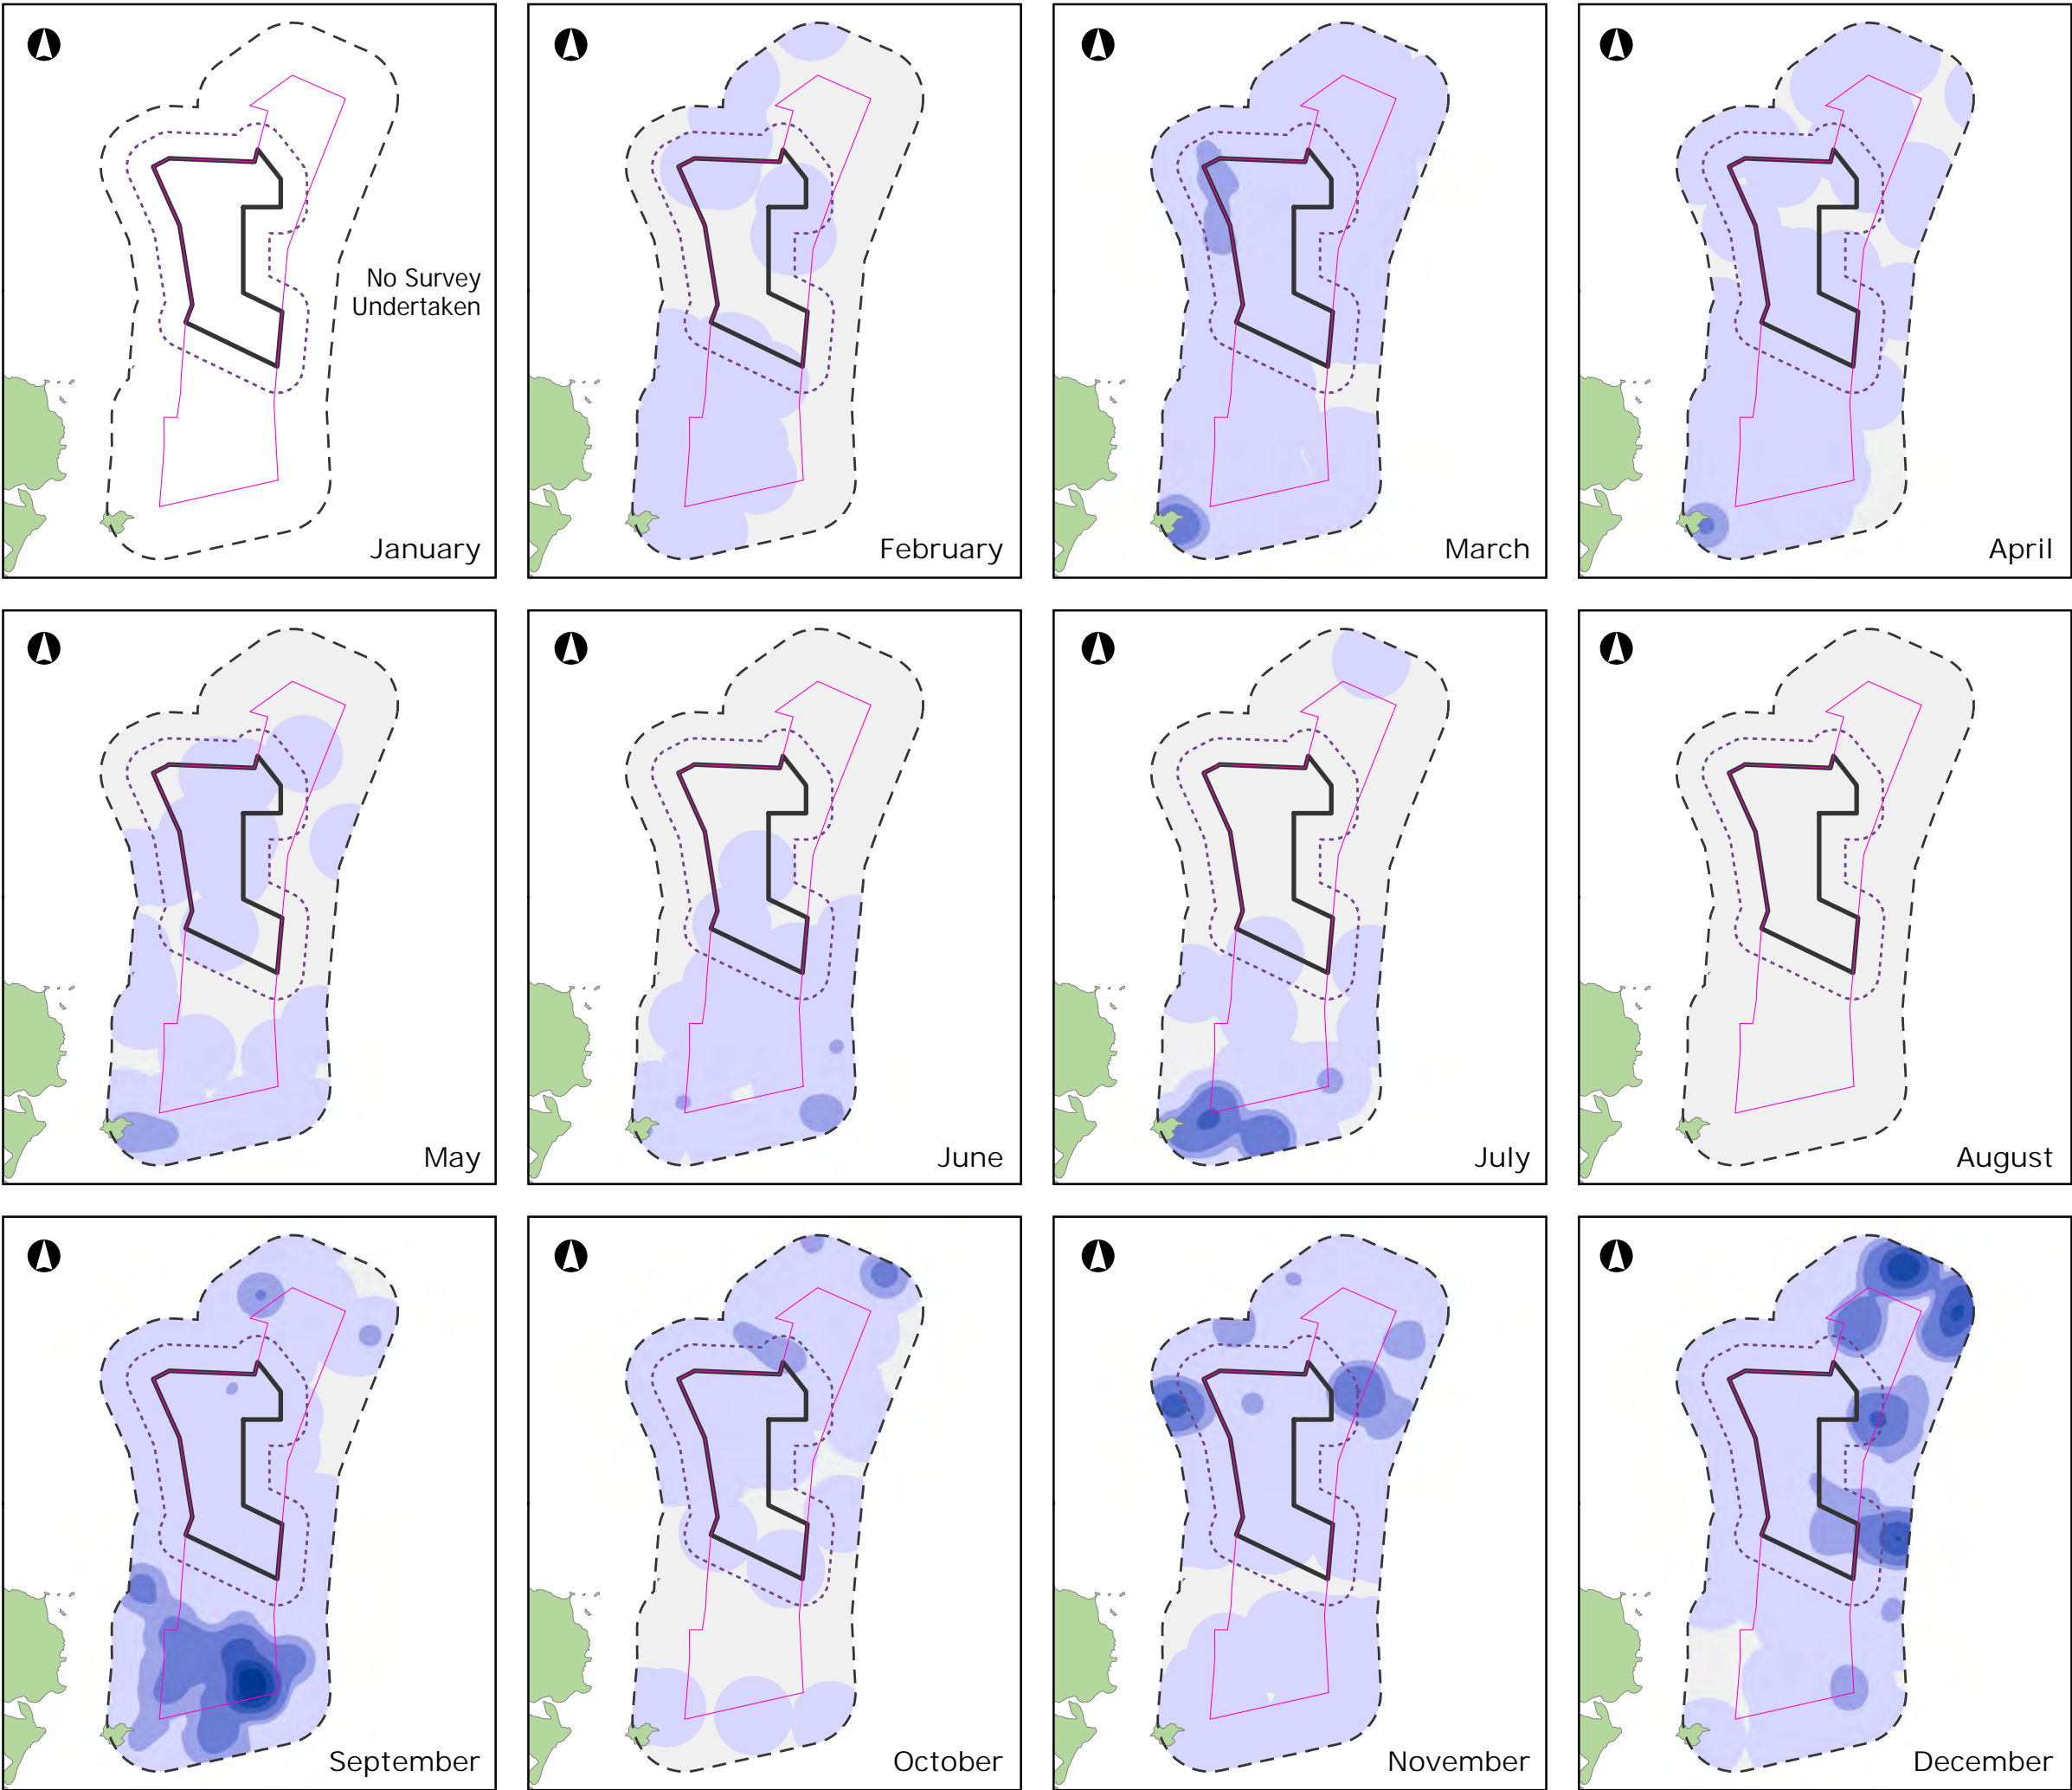 No Survey
Undertaken
January
February
March
April
May
June
July
August
September
October
November
December